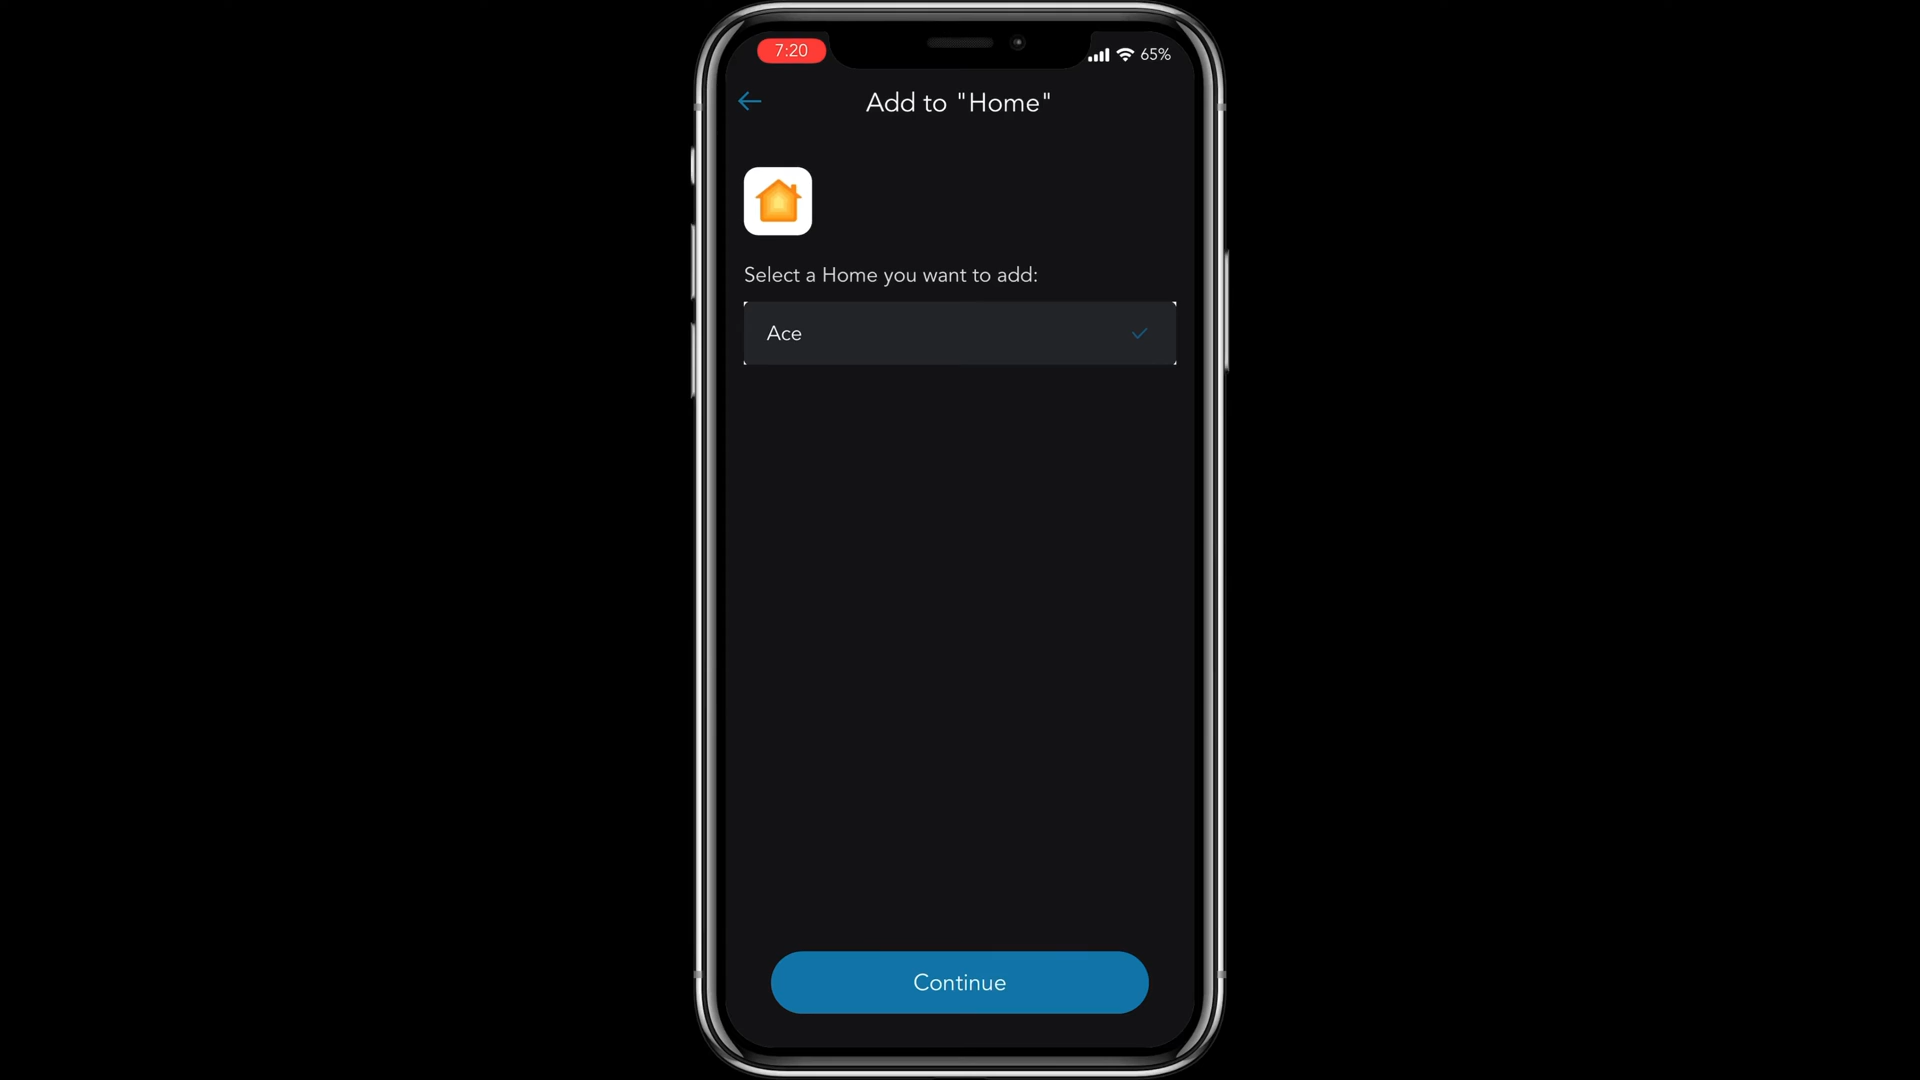 7:20
65%
Add to "Home"
Select a Home you want to add:
Ace
Continue